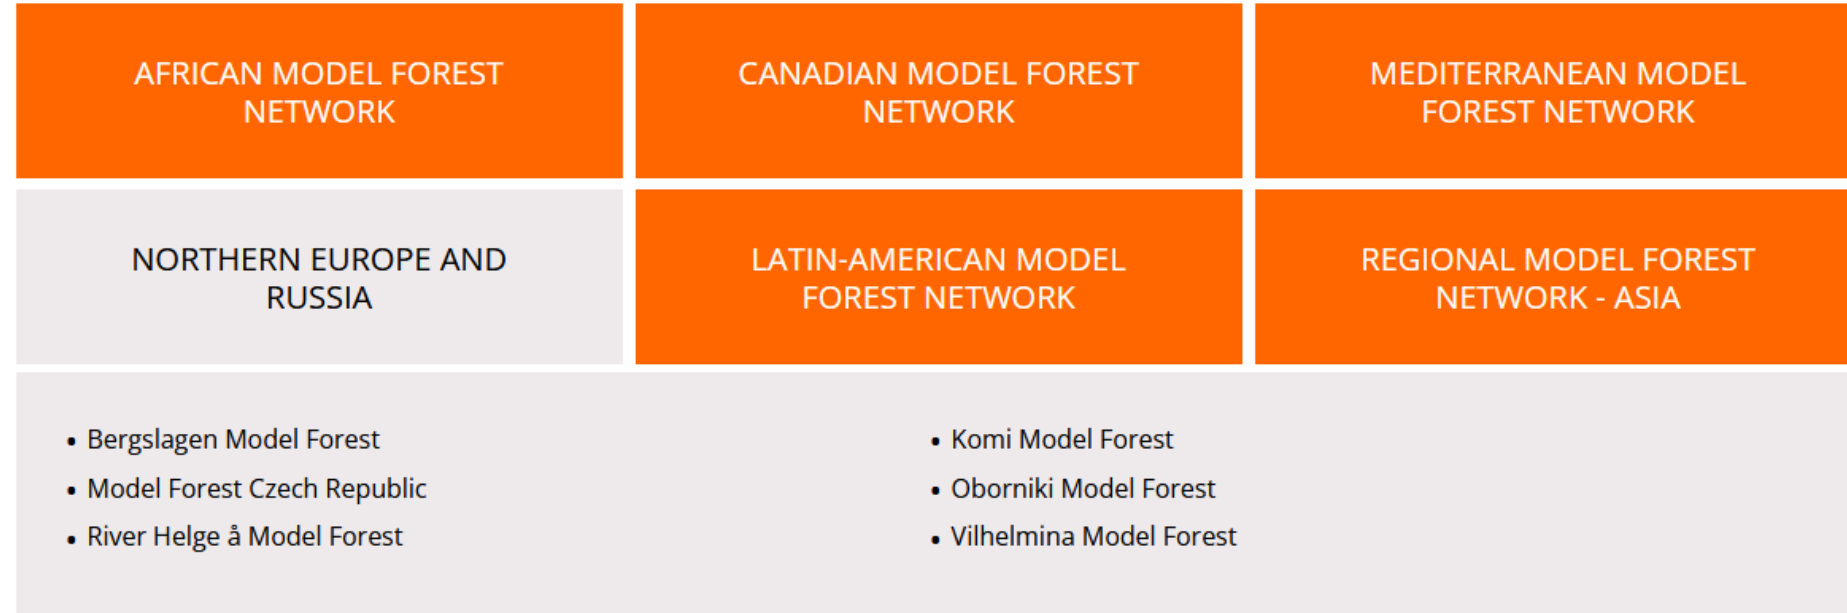 AFRICAN MODEL FOREST
NETWORK
CANADIAN MODEL FOREST
NETWORK
MEDITERRANEAN MODEL
FOREST NETWORK
NORTHERN EUROPE AND
RUSSIA
LATIN-AMERICAN MODEL
FOREST NETWORK
REGIONAL MODEL FOREST
NETWORK - ASIA
• Bergslagen Model Forest
• Model Forest Czech Republic
• River Helge å Model Forest
• Komi Model Forest
• Oborniki Model Forest
• Vilhelmina Model Forest